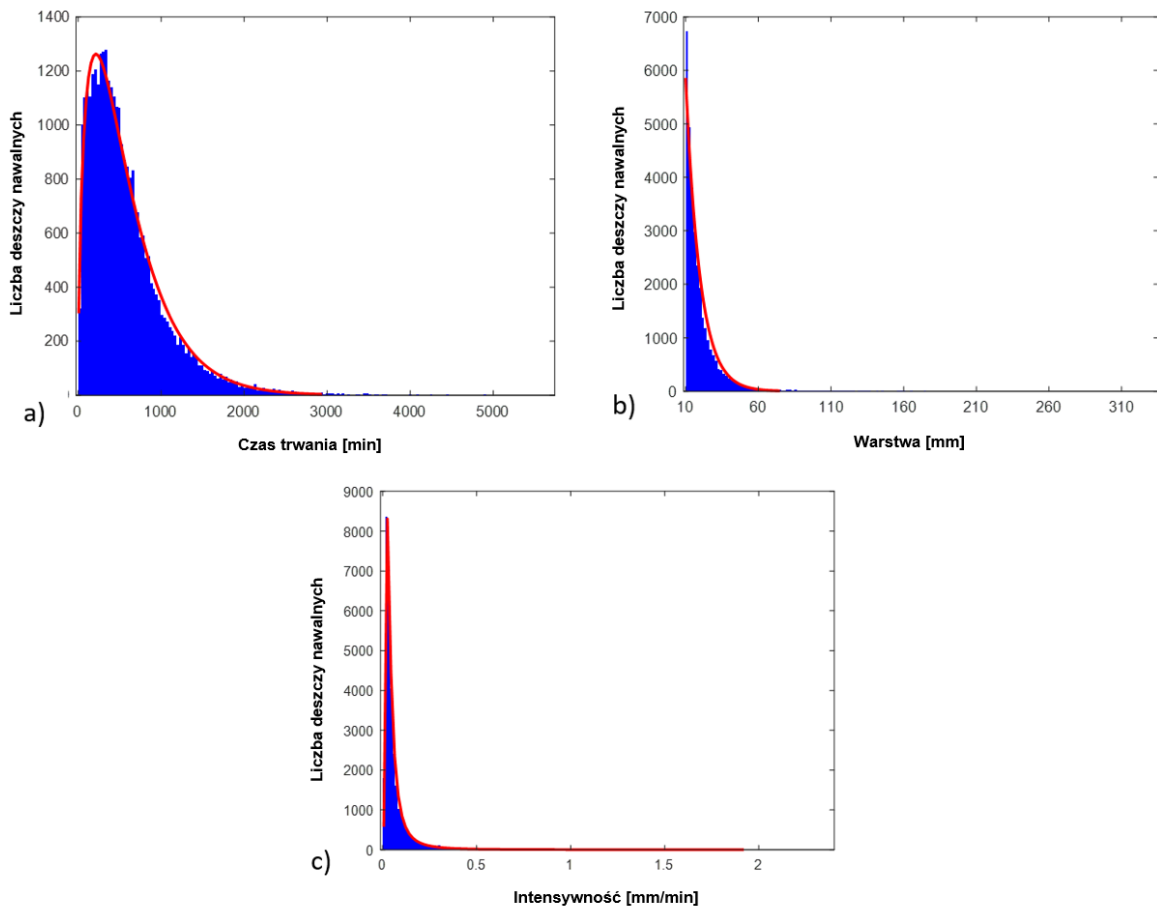 1400
1200
1000
800
600
400
200
0 1000 2000 3000 4000 5000
Liczba deszczy nawalnych
Czas trwania [min]
a)
7000
6000
5000
4000
3000
2000
1000
0
10 60 110 160 210 260 310
Liczba deszczy nawalnych
Warstwa [mm]
b)
9000
8000
7000
6000
5000
4000
3000
2000
1000
0
0 0.5 1 1.5 2
Liczba deszczy nawalnych
Intensywność [mm/min]
c)